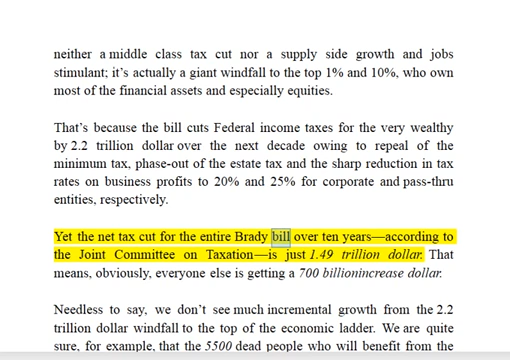 neither a middle class tax cut nor a supply side growth and jobs
stimulant; it's actually a giant windfall to the top 1% and 10%, who own
most of the financial assets and especially equities.
That's because the bill cuts Federal income taxes for the very wealthy
by 2.2 trillion dollar over the next decade owing to repeal of the
minimum tax, phase-out of the estate tax and the sharp reduction in tax
rates on business profits to 20% and 25% for corporate and pass-thru
entities, respectively.
Yet the net tax cut for the entire Brady bill over ten years—according to
the Joint Committee on Taxation—is just 1.49 trillion dollar. That
means, obviously, everyone else is getting a 700 billionincrease dollar.
Needless to say, we don't see much incremental growth from the 2.2
trillion dollar windfall to the top of the economic ladder. We are quite
sure, for example, that the 5500 dead people who will benefit from the